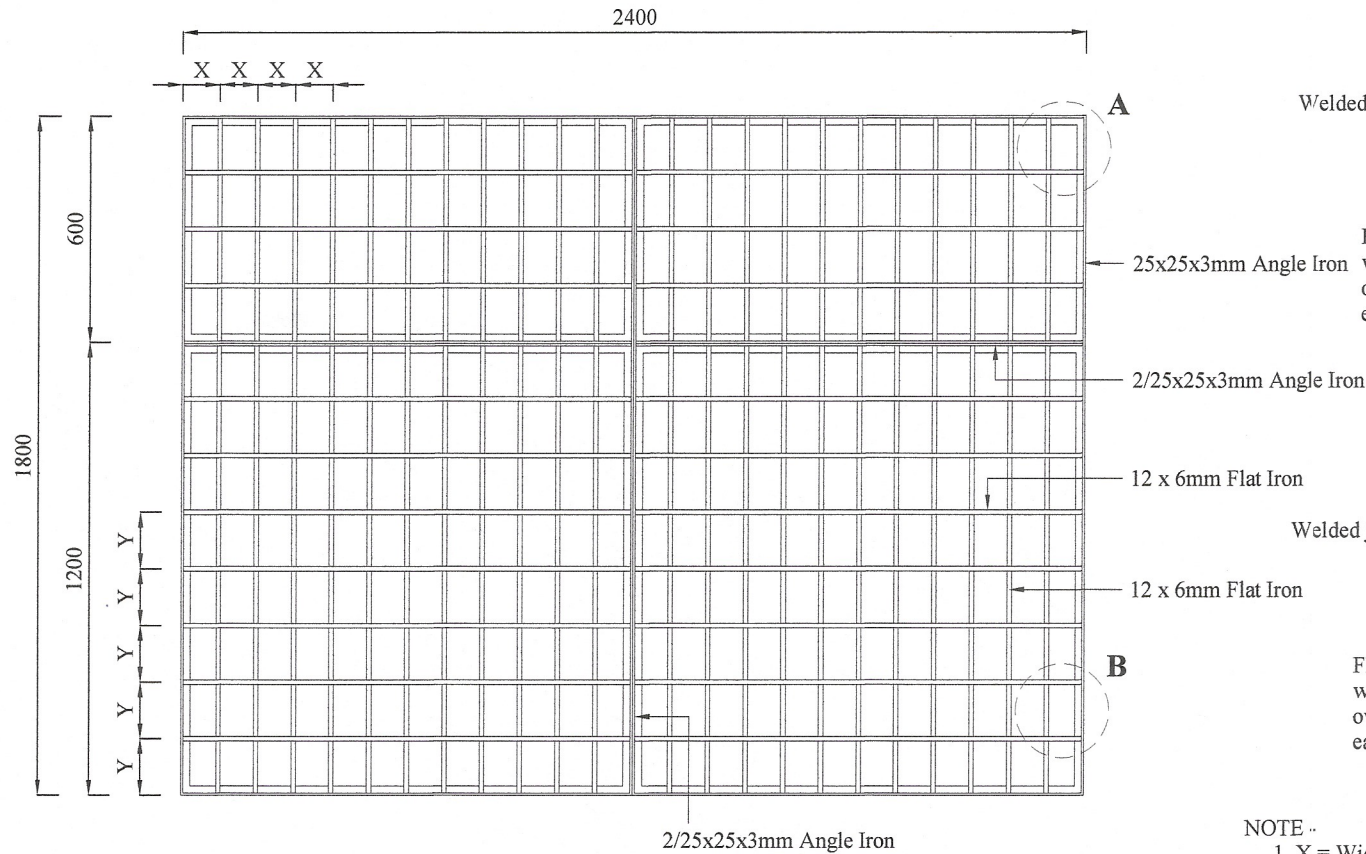 2400
X X X X
A
Welded
600
25x25x3mm Angle Iron
2/25x25x3mm Angle Iron
1800
12 x 6mm Flat Iron
Y
Welded
1200
Y
12 x 6mm Flat Iron
Y
B
Y
Y
2/25x25x3mm Angle Iron
NOTE
1. X =